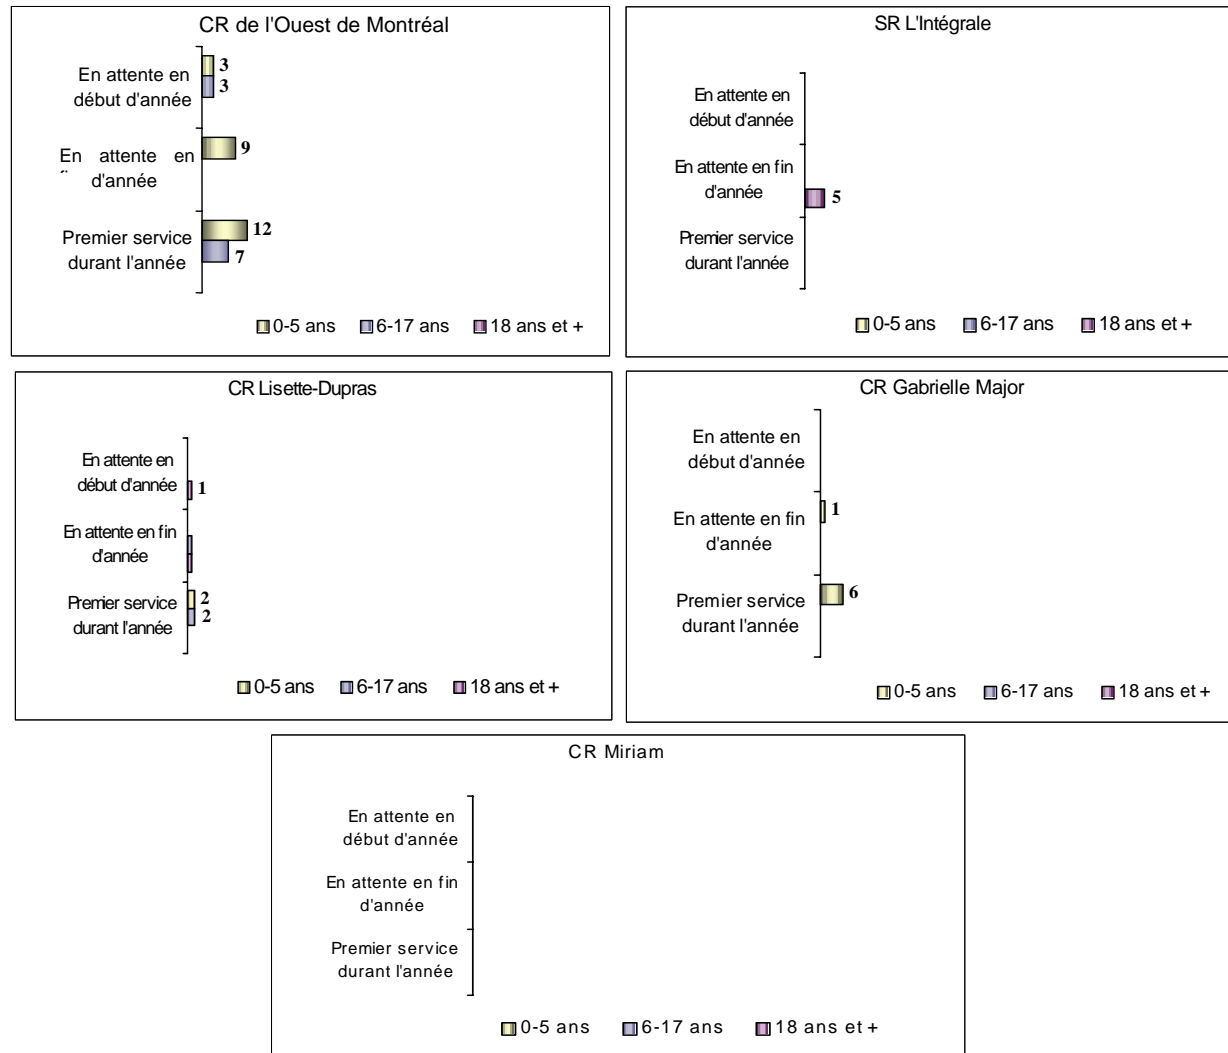 CR de l'Ouest de Montréal
En attente en
début d'année
3
3
En attente en
d'année
9
Premier service
durant l'année
12
7
0-5 ans 6-17 ans 18 ans et +
SR L'Intégrale
En attente en
début d'année
En attente en fin
d'année
5
Premier service
durant l'année
0-5 ans 6-17 ans 18 ans et +
CR Lisette-Dupras
En attente en
début d'année
1
En attente en fin
d'année
Premier service
durant l'année
2
2
0-5 ans 6-17 ans 18 ans et +
CR Gabrielle Major
En attente en
début d'année
En attente en fin
d'année
1
Premier service
durant l'année
6
0-5 ans 6-17 ans 18 ans et +
CR Miriam
En attente en
début d'année
En attente en fin
d'année
Premier service
durant l'année
0-5 ans 6-17 ans 18 ans et +